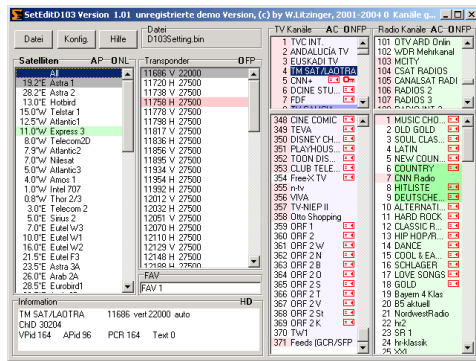 SetEditD103 Version 1.01 unregistrierte demo Version, (c) by W.Litzinger, 2001-2004 0 Kanäle g...
Datei Konfig. Hilfe
Datei
D103Setting.bin
Satelliten AP ONL
All
19.2°E Astra 1
28.2°E Astra 2
13.0°E Hotbird
15.0°W Telstar 1
12.5°W Atlantic1
11.0°W Express 3
8.0°W Telecom2D
7.9°W Atlantic2
7.0°W Nilesat
5.0°W Atlantic3
4.0°W Amos 1
1.0°W Intel 707
0.8°W Thor 2/3
3.0°E Telecom 2
5.0°E Sirius 2
7.0°E Eutel W3
10.0°E Eutel W1
16.0°E Eutel W2
21.5°E Eutel F3
23.5°E Astra 3A
26.0°E Arab 2A
28.5°E Eurobird1
Transponder OFP
11686 V 22000
11720 H 27500
11738 V 27500
11758 H 27500
11778 V 27500
11798 H 27500
11817 V 27500
11836 H 27500
11856 V 27500
11895 V 27500
11934 V 27500
11954 H 27500
11992 H 27500
12012 V 27500
12032 H 27500
12051 V 27500
12070 H 27500
12110 H 27500
12129 V 27500
12148 H 27500
FAV
FAV 1
TV Kanäle AC ONFP
1 TVC INT.
2 ANDALUCÍA TV
3 EUSKADI TV
4 TM SAT/LAOTRA
5 CNN+
6 DCINE STU...
7 FDF
348 CINE COMIC
349 TEVA
350 DISNEY CH...
351 PLAYHOUS...
352 TOON DIS...
353 CLUB TELE...
354 Free-X TV
355 n-tv
356 VIVA
357 TV-NIEP II
358 Otto Shopping
359 ORF 1
360 ORF 2
361 ORF 2 W
362 ORF 2 N
363 ORF 2 B
364 ORF 2 O
365 ORF 2 S
366 ORF 2 T
367 ORF 2 V
368 ORF 2 St
369 ORF 2 K
370 TW1
371 Feeds (GCR/SFP
Radio Kanäle AC ONFP
101 OTV ARD Onlin
102 WDR Mehrkanal
103 MCITY
104 CSAT RADIOS
105 CANALSAT RADI
106 RADIOS 2
107 RADIOS 3
1 MUSIC CHO...
2 OLD GOLD
3 SOUL CLAS...
4 LATIN
5 NEW COUN...
6 COUNTRY
7 CNN Radio
8 HITLISTE
9 DEUTSCHE...
10 ALTERNATI...
11 HARD ROCK
12 CLASSIC R...
13 HIP HOP/R...
14 DANCE
15 COOL & EA...
16 SCHLAGER
17 LOVE SONGS
18 GOLD
19 Bayern 4 Klas
20 B5 aktuell
21 NordwestRadio
22 hr2
23 SR 1
24 hr-klassik
25 XXL
Information HD
TM SAT/LAOTRA 11686 vert 22000 auto
ChID 30204
VPid 164 APid 96 PCR 164 Text 0